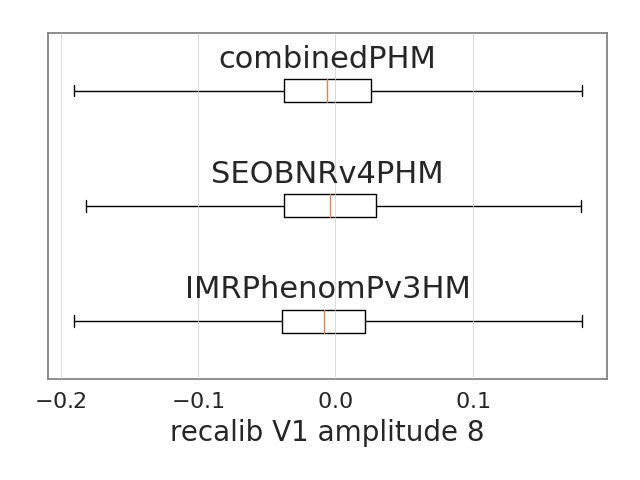 combinedPHM
SEOBNRv4PHM
IMRPhenomPv3HM
−0.2 −0.1 0.0 0.1
recalib V1 amplitude 8